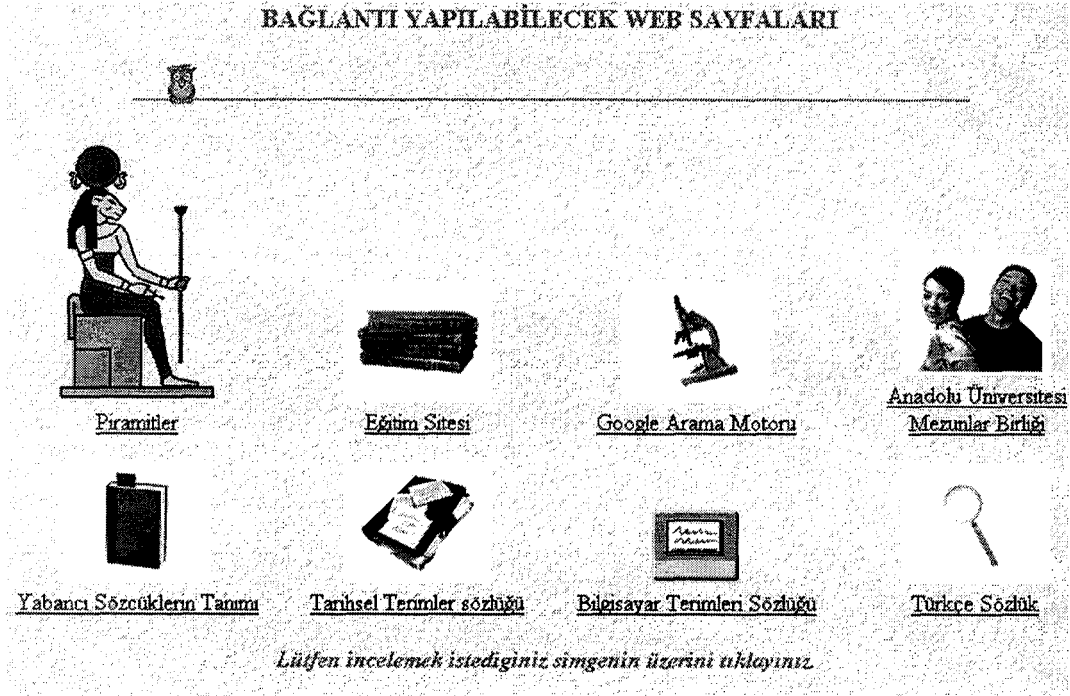 BAĞLANTI YAPILABİLECEK WEB SAYFALARI
Piramitler
Eğitim Sitesi
Google Arama Motoru
Anadolu Üniversitesi
Mezunlar Birliği
Yabancı Sözcüklerin Tanımı
Tarihsel Terimler sözlüğü
Bilgisayar Terimleri Sözlüğü
Türkçe Sözlük
Lütfen incelemek istediginiz simgenin üzerini tıklayınız